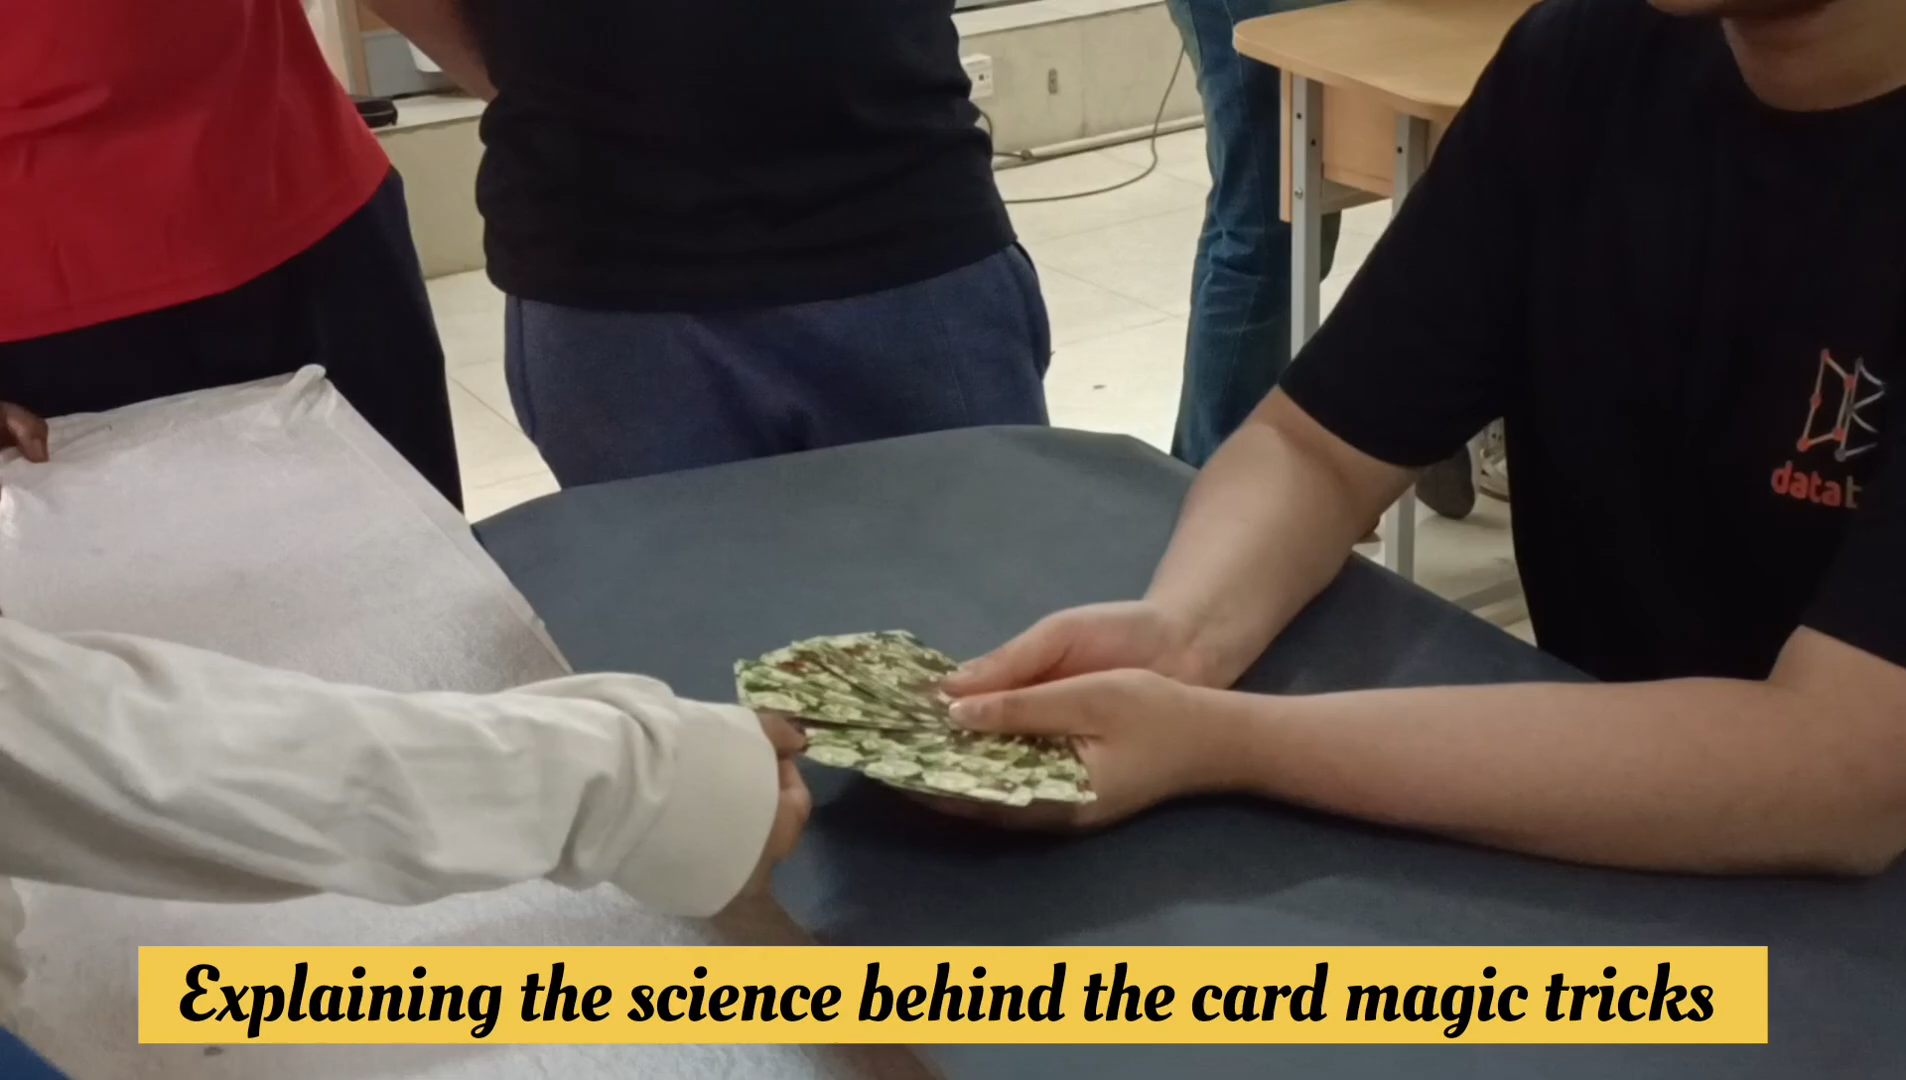 datat
Explaining the science behind the card magic tricks